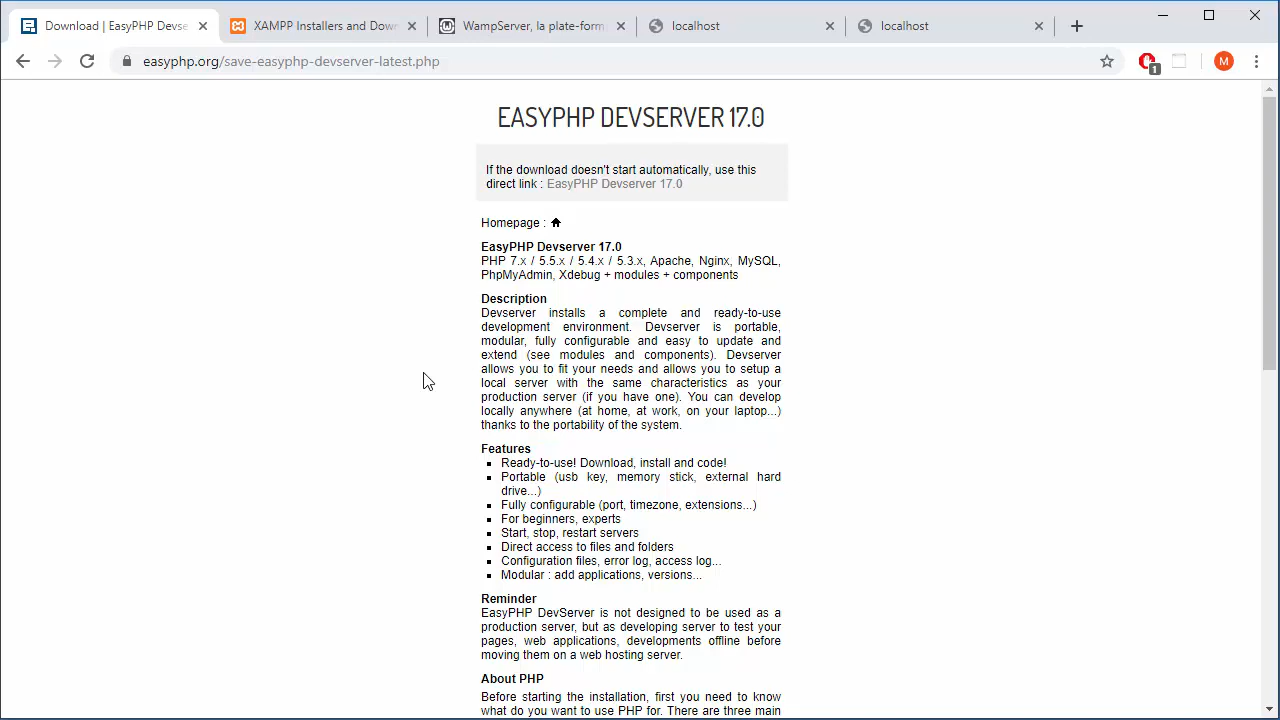 Download | EasyPHP Devse
XAMPP Installers and Dow
WampServer, la plate-form
localhost
localhost
easyphp.org/save-easyphp-devserver-latest.php
1
M
EASYPHP DEVSERVER 17.0
If the download doesn't start automatically, use this
direct link : EasyPHP Devserver 17.0
Homepage :
EasyPHP Devserver 17.0
PHP 7.x / 5.5.x / 5.4.x / 5.3.x, Apache, Nginx, MySQL,
PhpMyAdmin, Xdebug + modules + components
Description
Devserver installs a complete and ready-to-use
development environment. Devserver is portable,
modular, fully configurable and easy to update and
extend (see modules and components). Devserver
allows you to fit your needs and allows you to setup a
local server with the same characteristics as your
production server (if you have one). You can develop
locally anywhere (at home, at work, on your laptop...)
thanks to the portability of the system.
Features
Ready-to-use! Download, install and code!
Portable (usb key, memory stick, external hard
drive...)
Fully configurable (port, timezone, extensions...)
For beginners, experts
Start, stop, restart servers
Direct access to files and folders
Configuration files, error log, access log...
Modular : add applications, versions...
Reminder
EasyPHP DevServer is not designed to be used as a
production server, but as developing server to test your
pages, web applications, developments offline before
moving them on a web hosting server.
About PHP
Before starting the installation, first you need to know
what do you want to use PHP for. There are three main